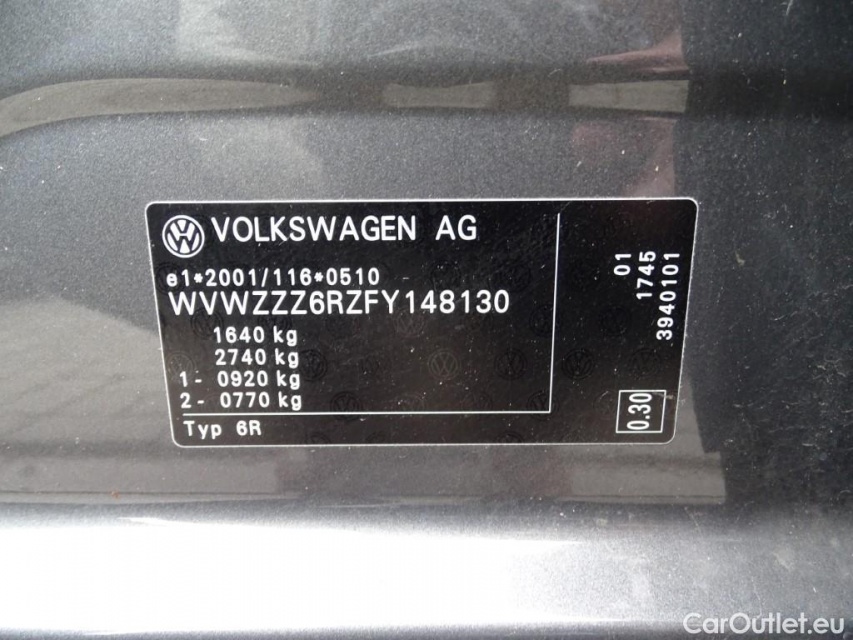 VOLKSWAGEN AG
e1*2001/116*0510
WVWZZZ6RZFY148130
1640 kg
2740 kg
1- 0920 kg
2- 0770 kg
Typ 6R
01
1745
3940101
0.30
CarOutlet.eu